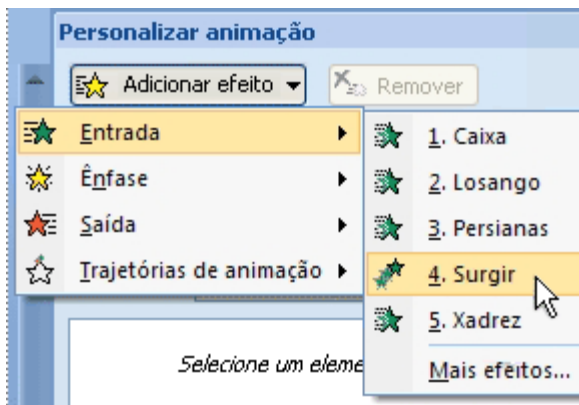 Personalizar animação
Adicionar efeito
Remover
Entrada
Ênfase
Saída
Trajetórias de animação
1. Caixa
2. Losango
3. Persianas
4. Surgir
5. Xadrez
Mais efeitos...
Selecione um eleme